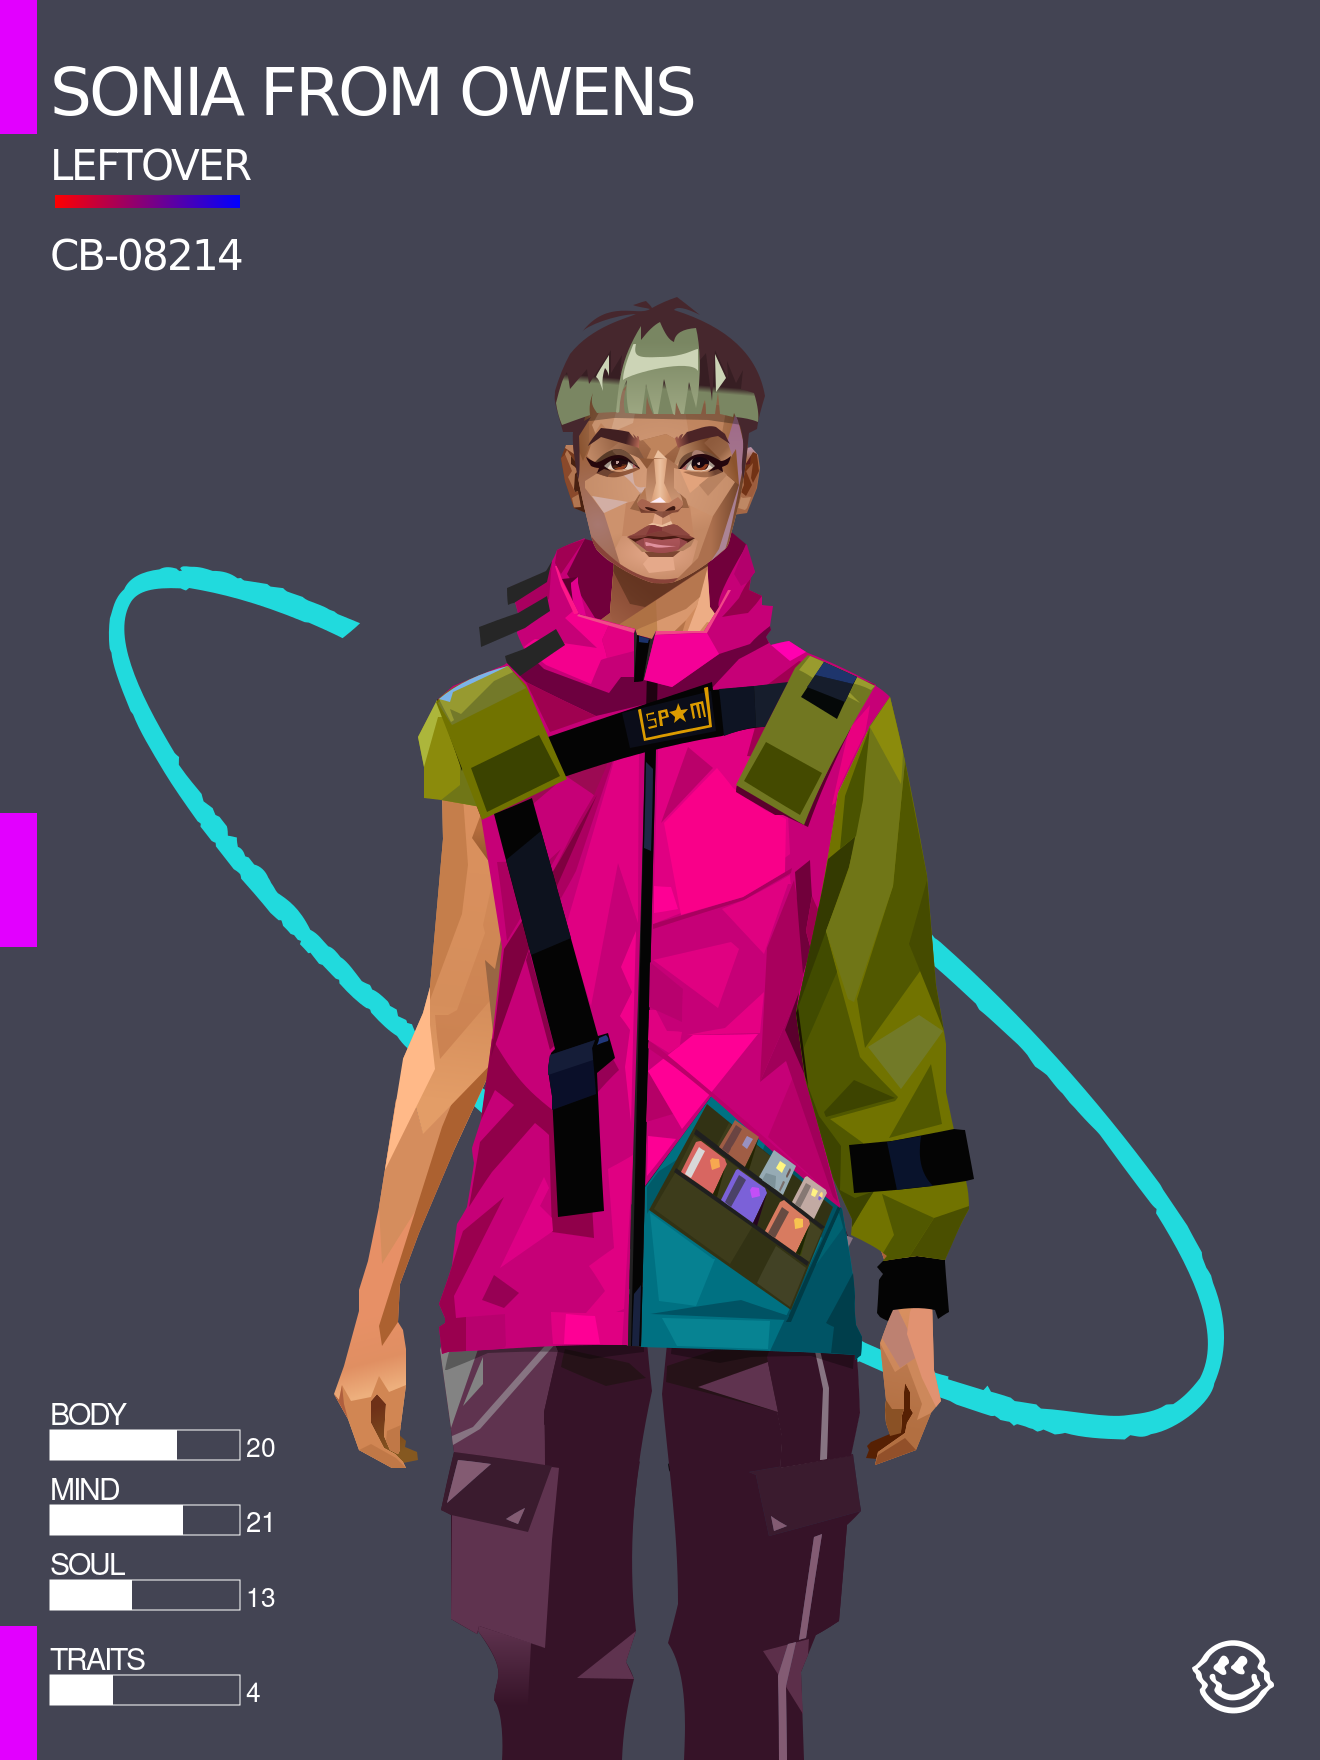 SONIA FROM OWENS
LEFTOVER
CB-08214
SP★M
BODY
20
MIND
21
SOUL
13
TRAITS
4